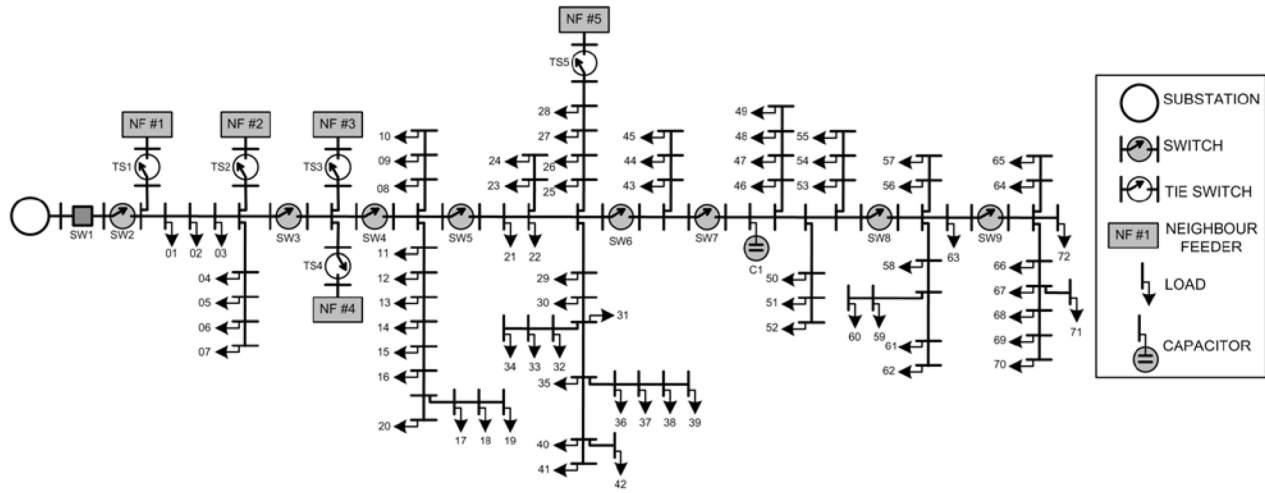 NF #5
TS5
NF #1
NF #2
NF #3
TS1
TS2
TS3
SW1
SW2
01
02
03
04
05
06
07
SW3
TS4
NF #4
SW4
10
09
08
11
12
13
14
15
16
20
17
18
19
SW5
24
23
21
22
28
27
26
25
29
30
31
34
33
32
35
36
37
38
39
40
41
42
SW6
45
44
43
SW7
49
48
47
46
C1
55
54
53
50
51
52
SW8
57
56
58
60
59
61
62
63
SW9
65
64
66
67
68
69
70
71
72
SUBSTATION
SWITCH
TIE SWITCH
NF #1
NEIGHBOUR
FEEDER
LOAD
CAPACITOR